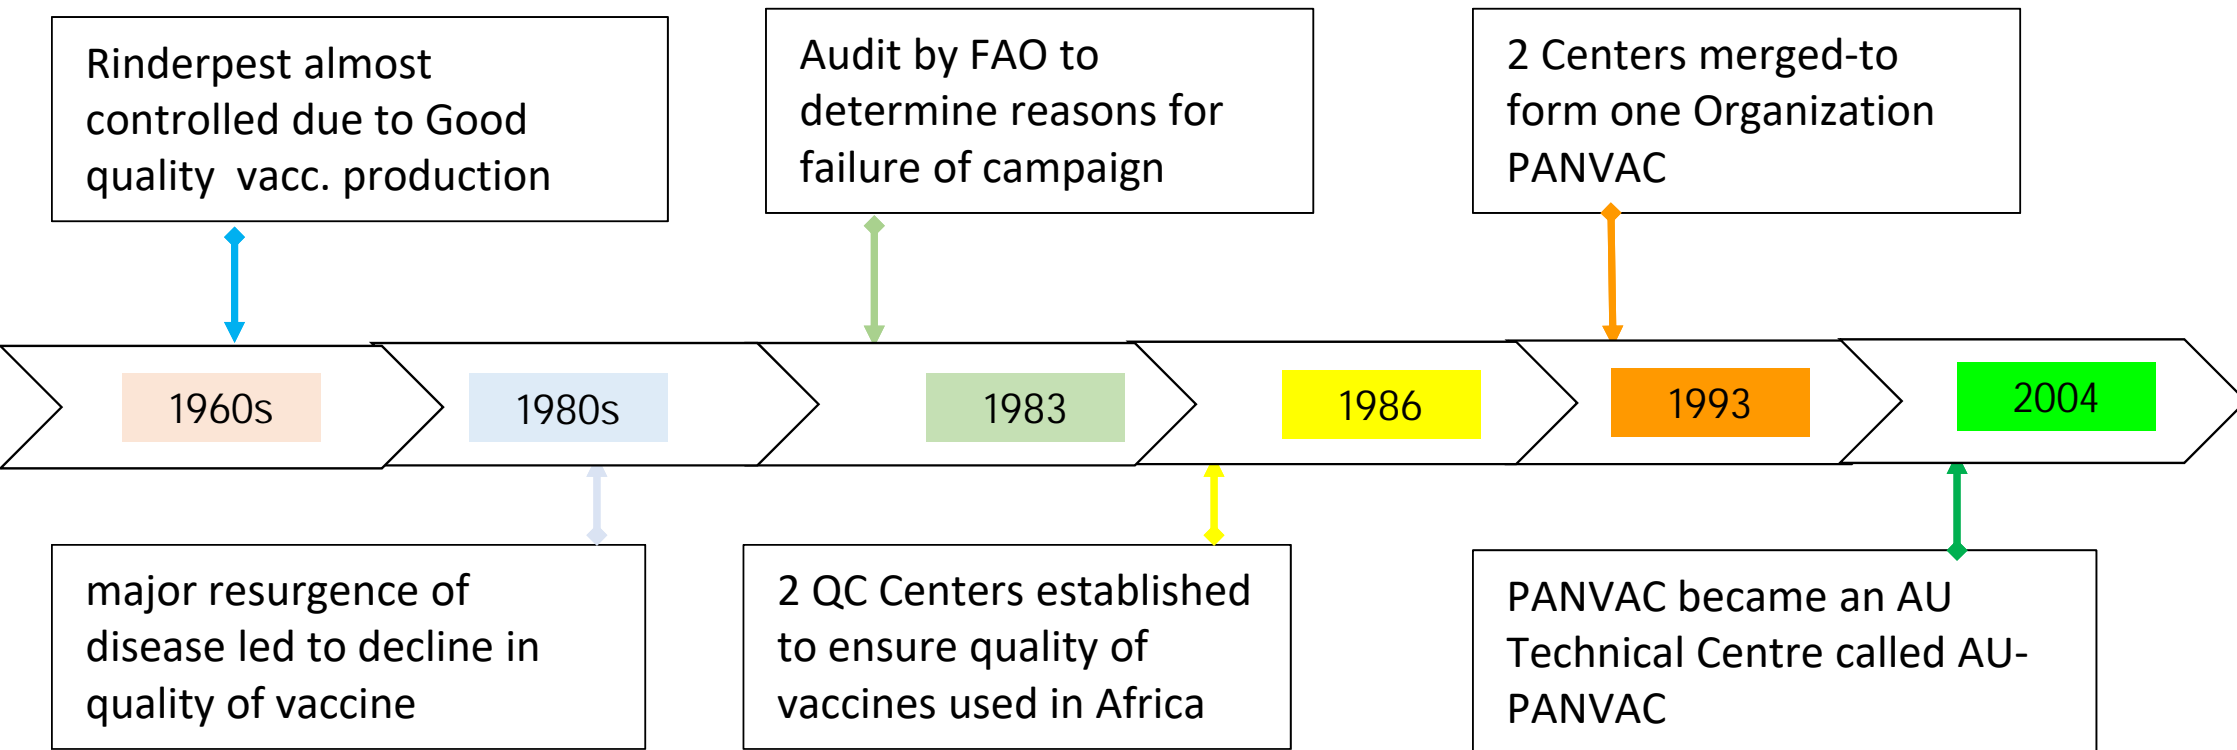 Rinderpest almost
controlled due to Good
quality  vacc. production
Audit by FAO to
determine reasons for
failure of campaign
2 Centers merged-to
form one Organization
PANVAC
1960s
1980s
1983
1986
1993
2004
major resurgence of
disease led to decline in
quality of vaccine
2 QC Centers established
to ensure quality of
vaccines used in Africa
PANVAC became an AU
Technical Centre called AU-
PANVAC